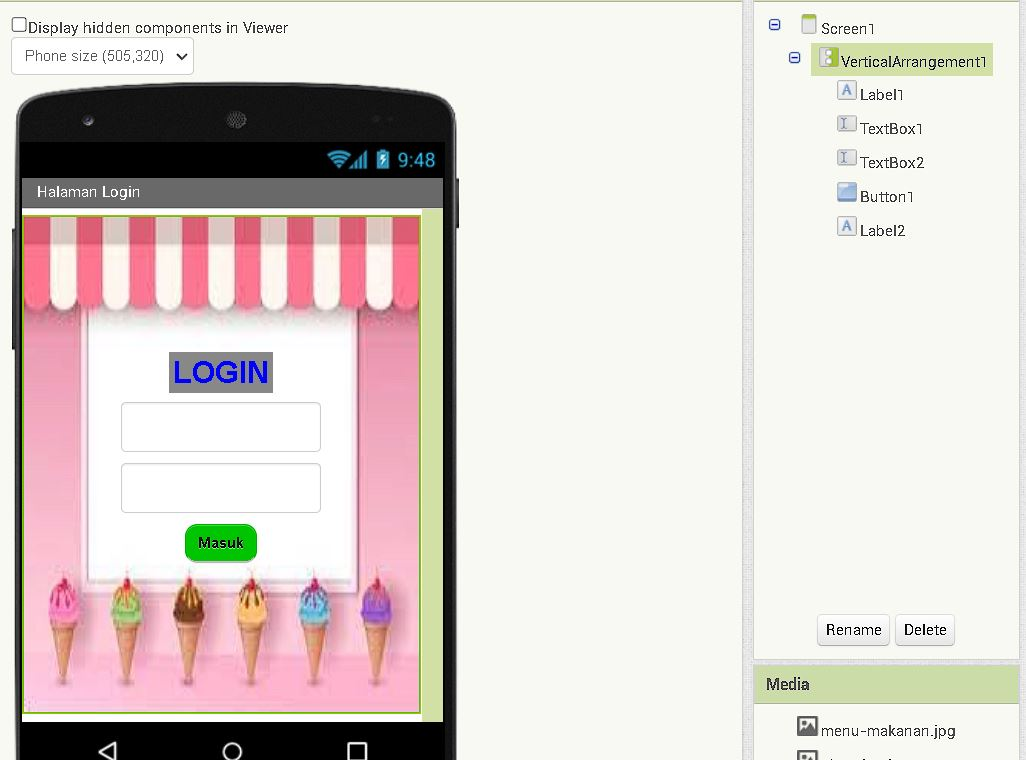 Display hidden components in Viewer
Phone size (505,320)
9:48
Halaman Login
LOGIN
Masuk
Screen1
VerticalArrangement1
A Label1
TextBox1
TextBox2
Button1
A Label2
Rename Delete
Media
menu-makanan.jpg